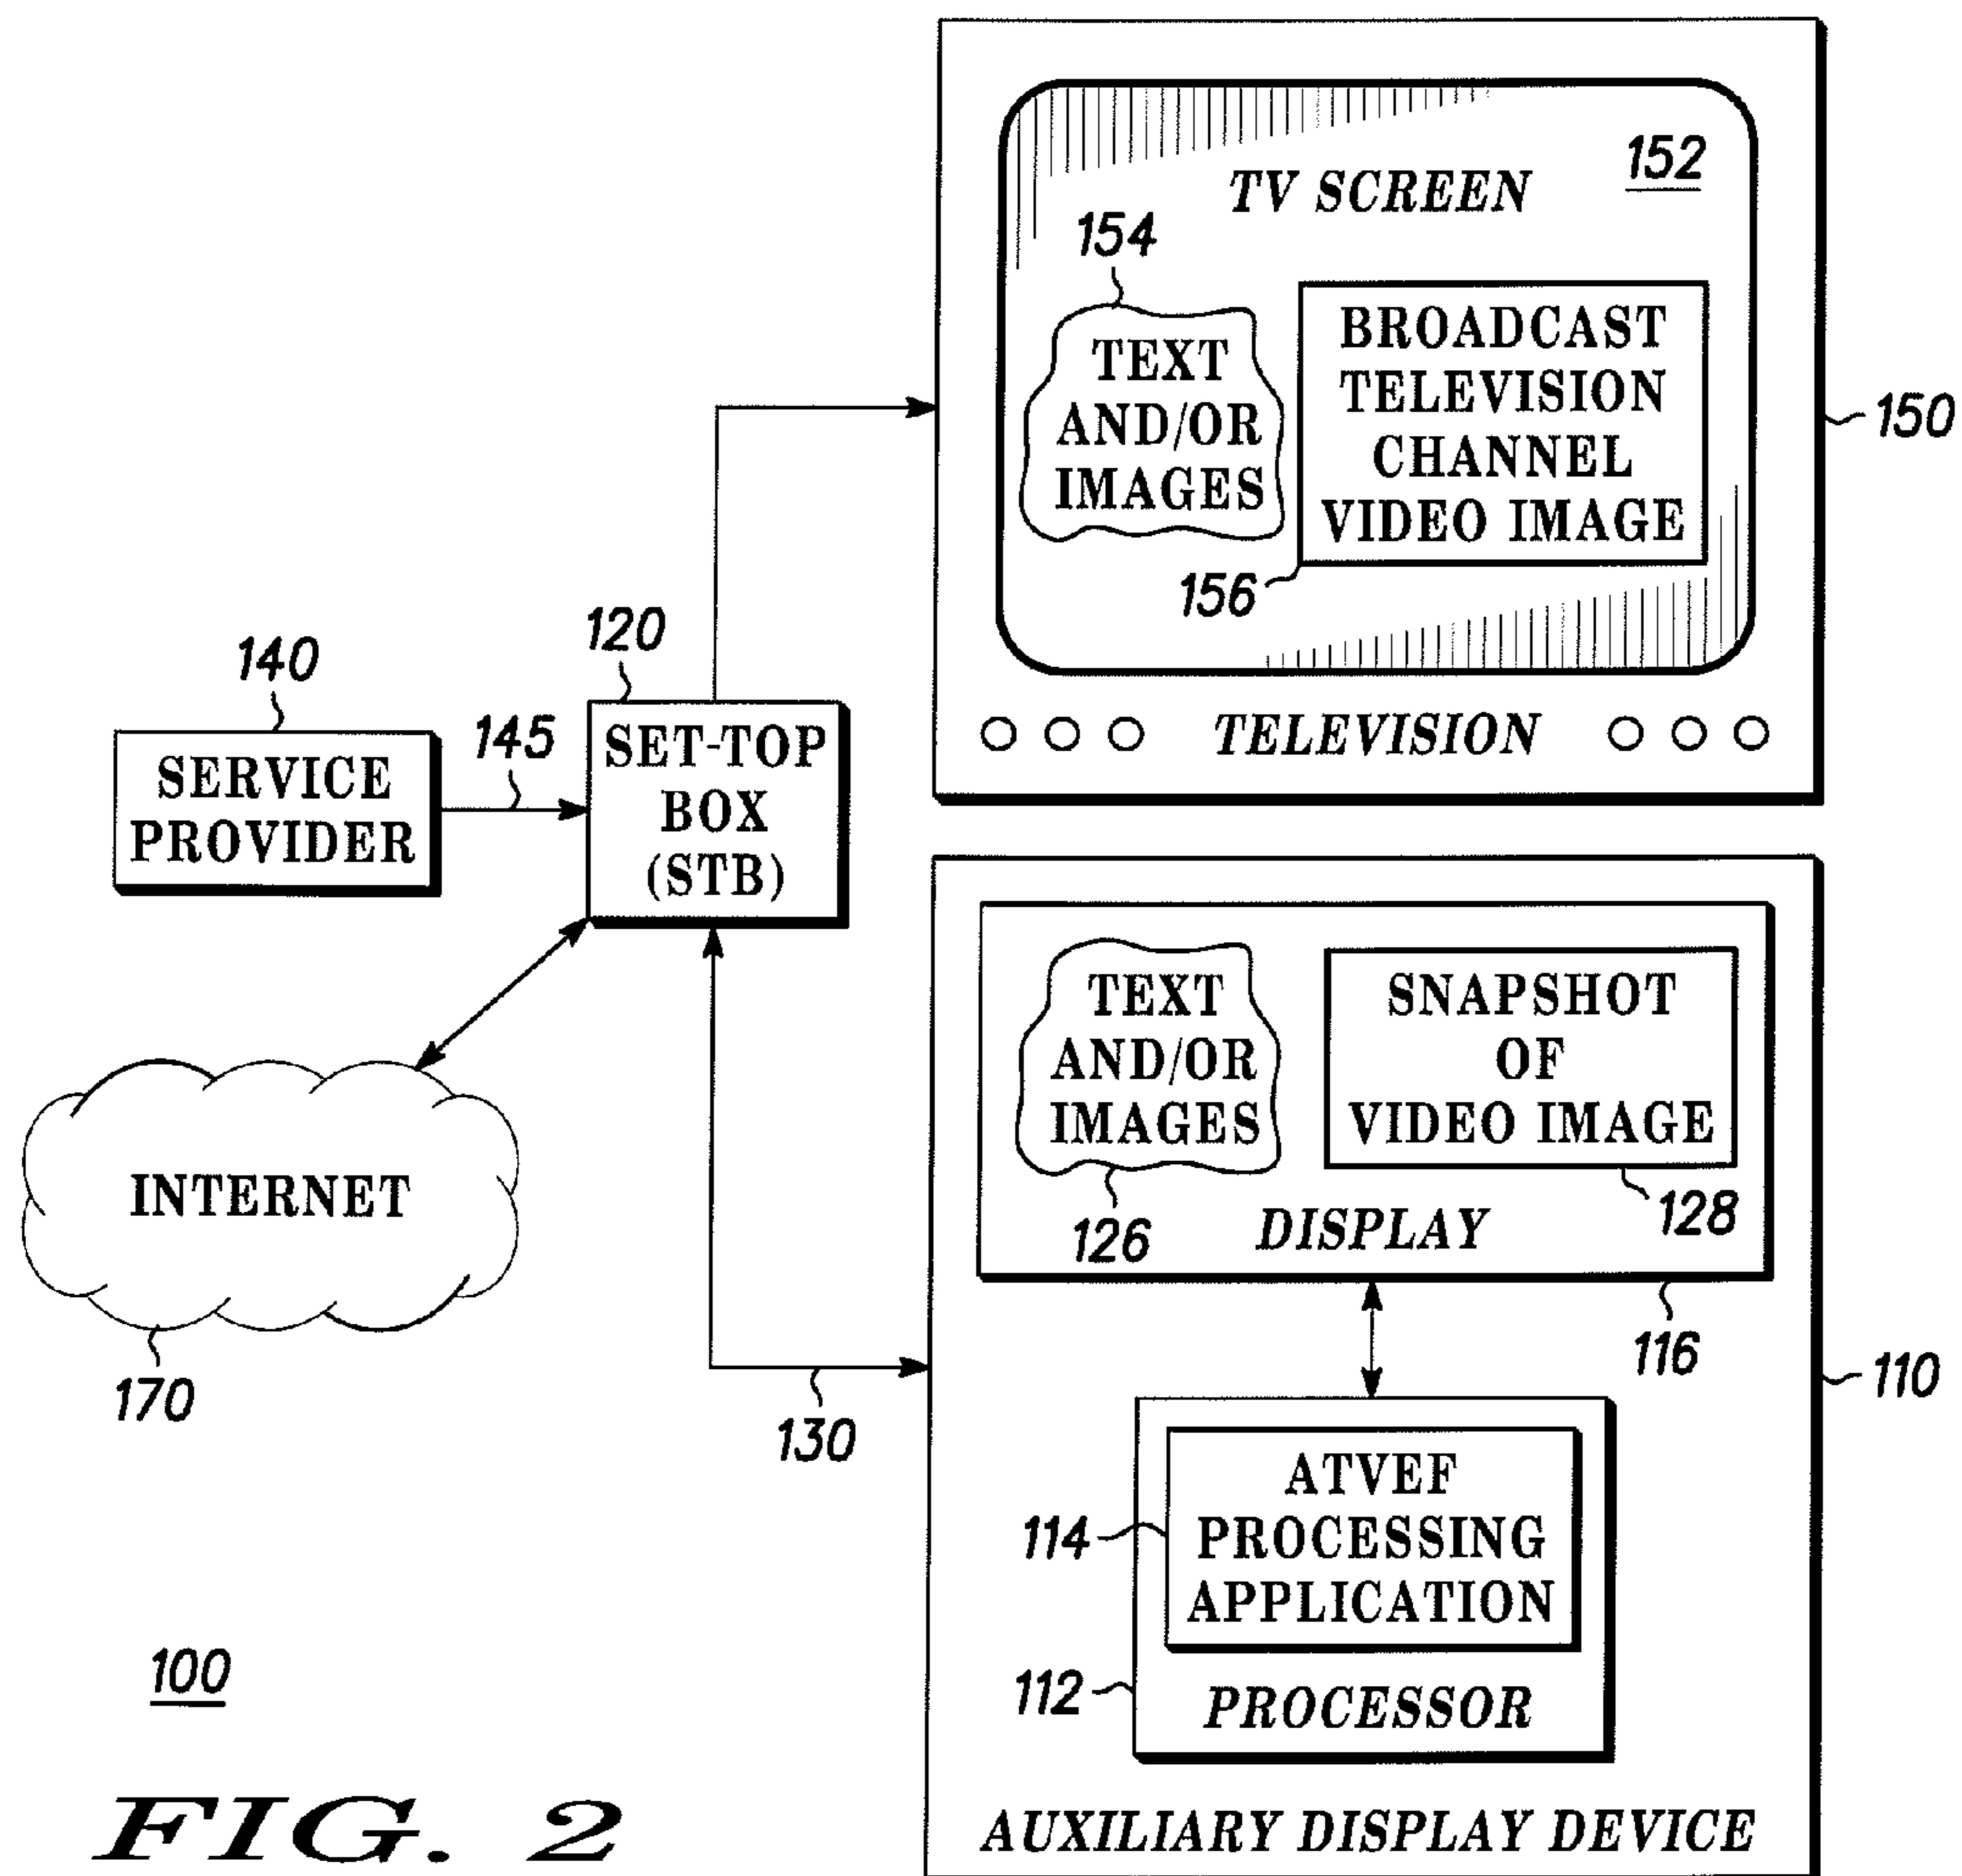 152
TV SCREEN
154
TEXT
AND/OR
IMAGES
BROADCAST
TELEVISION
CHANNEL
VIDEO IMAGE
156
150
TELEVISION
140
SERVICE
PROVIDER
145
120
SET-TOP
BOX
(STB)
INTERNET
170
130
TEXT
AND/OR
IMAGES
126
SNAPSHOT
OF
VIDEO IMAGE
128
DISPLAY
116
110
114
ATVEF
PROCESSING
APPLICATION
112
PROCESSOR
AUXILIARY DISPLAY DEVICE
100
FIG. 2